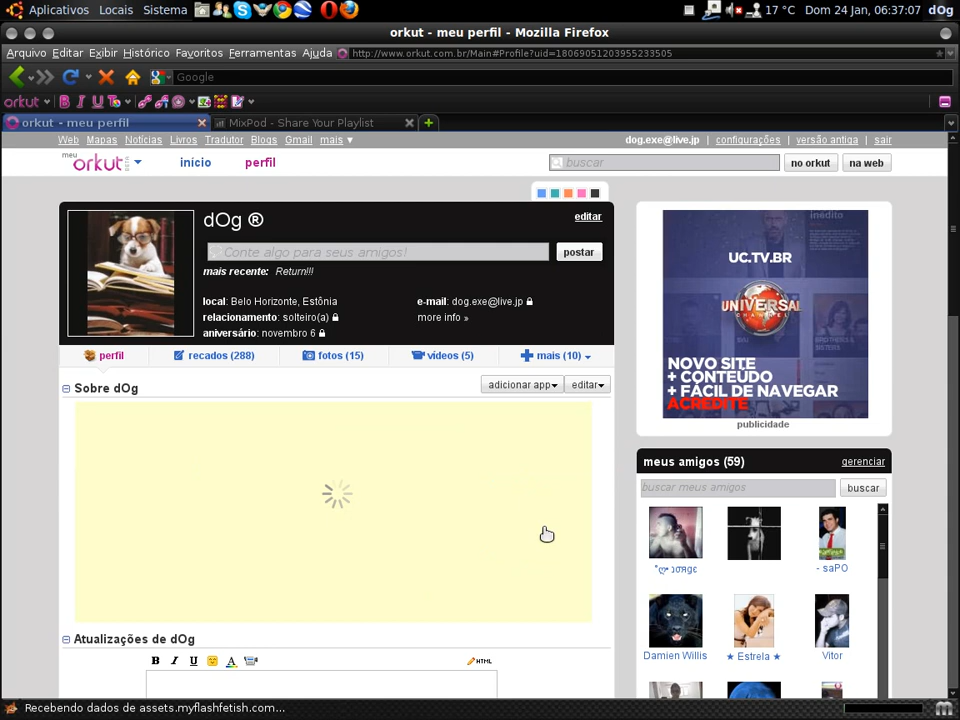 Aplicativos Locais Sistema 17 °C Dom 24 Jan, 06:37:07 dOg
orkut - meu perfil - Mozilla Firefox
Arquivo Editar Exibir Histórico Favoritos Ferramentas Ajuda http://www.orkut.com.br/Main#Profile?uid=18069051203955233505
Google
orkut B I U
orkut - meu perfil MixPod - Share Your Playlist
Web Mapas Notícias Livros Tradutor Blogs Gmail mais ▼ dog.exe@live.jp | configurações | versão antiga | sair
meu orkut início perfil buscar no orkut na web
dOg ® editar
Conte algo para seus amigos! postar
mais recente: Return!!!
local: Belo Horizonte, Estônia e-mail: dog.exe@live.jp
relacionamento: solteiro(a) more info »
aniversário: novembro 6
perfil recados (288) fotos (15) vídeos (5) mais (10)
Sobre dOg adicionar app editar
inédito
UC.TV.BR
UNIVERSAL
CHANNEL
NOVO SITE
+ CONTEÚDO
+ FÁCIL DE NAVEGAR
ACREDITE
publicidade
meus amigos (59) gerenciar
buscar meus amigos buscar
- saPO
Damien Willis ★ Estrela ★ Vitor
Atualizações de dOg
B I U A HTML
Recebendo dados de assets.myflashfetish.com...